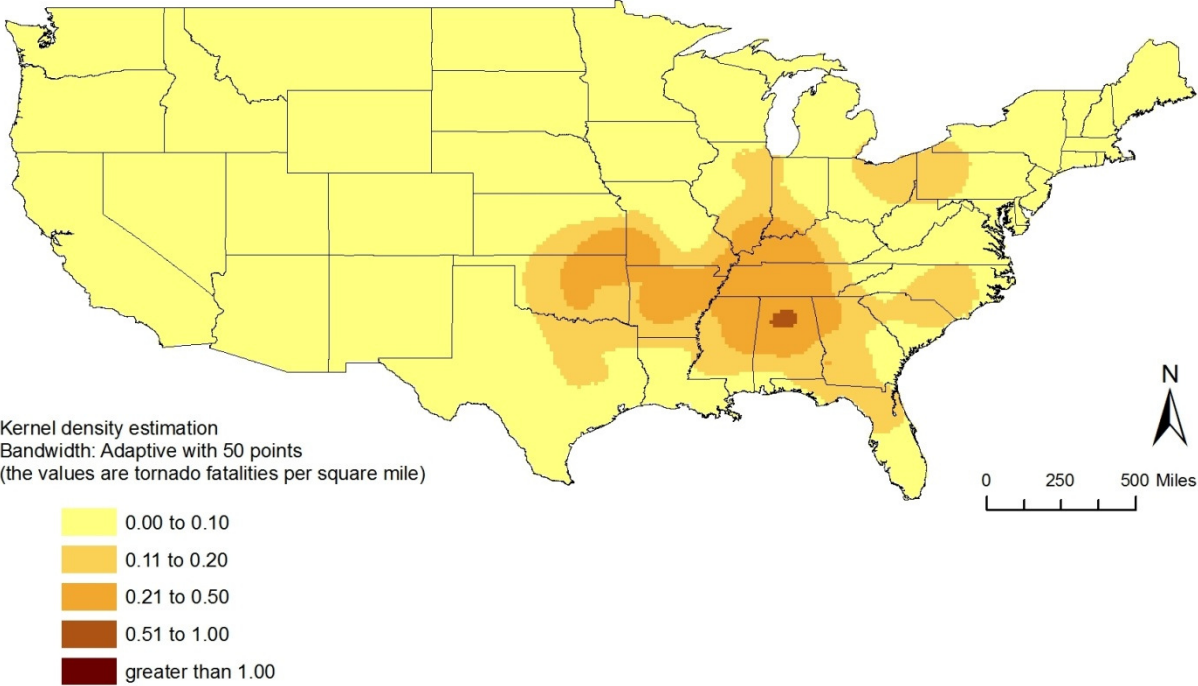 N
0 250 500 Miles
Kernel density estimation
Bandwidth: Adaptive with 50 points
(the values are tornado fatalities per square mile)
0.00 to 0.10
0.11 to 0.20
0.21 to 0.50
0.51 to 1.00
greater than 1.00